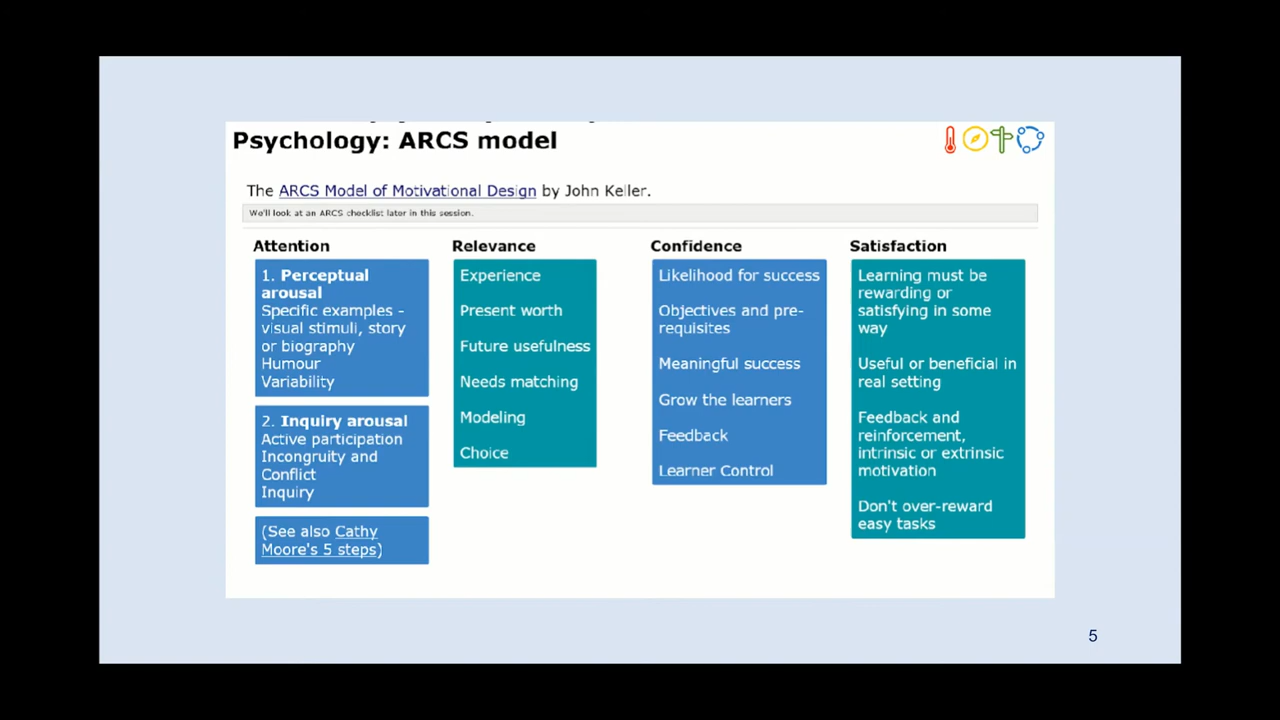 Psychology: ARCS model
The ARCS Model of Motivational Design by John Keller.
We'll look at an ARCS checklist later in this session.
Attention
1. Perceptual
arousal
Specific examples -
visual stimuli, story
or biography
Humour
Variability
2. Inquiry arousal
Active participation
Incongruity and
Conflict
Inquiry
(See also Cathy
Moore's 5 steps)
Relevance
Experience
Present worth
Future usefulness
Needs matching
Modeling
Choice
Confidence
Likelihood for success
Objectives and pre-
requisites
Meaningful success
Grow the learners
Feedback
Learner Control
Satisfaction
Learning must be
rewarding or
satisfying in some
way
Useful or beneficial in
real setting
Feedback and
reinforcement,
intrinsic or extrinsic
motivation
Don't over-reward
easy tasks
5